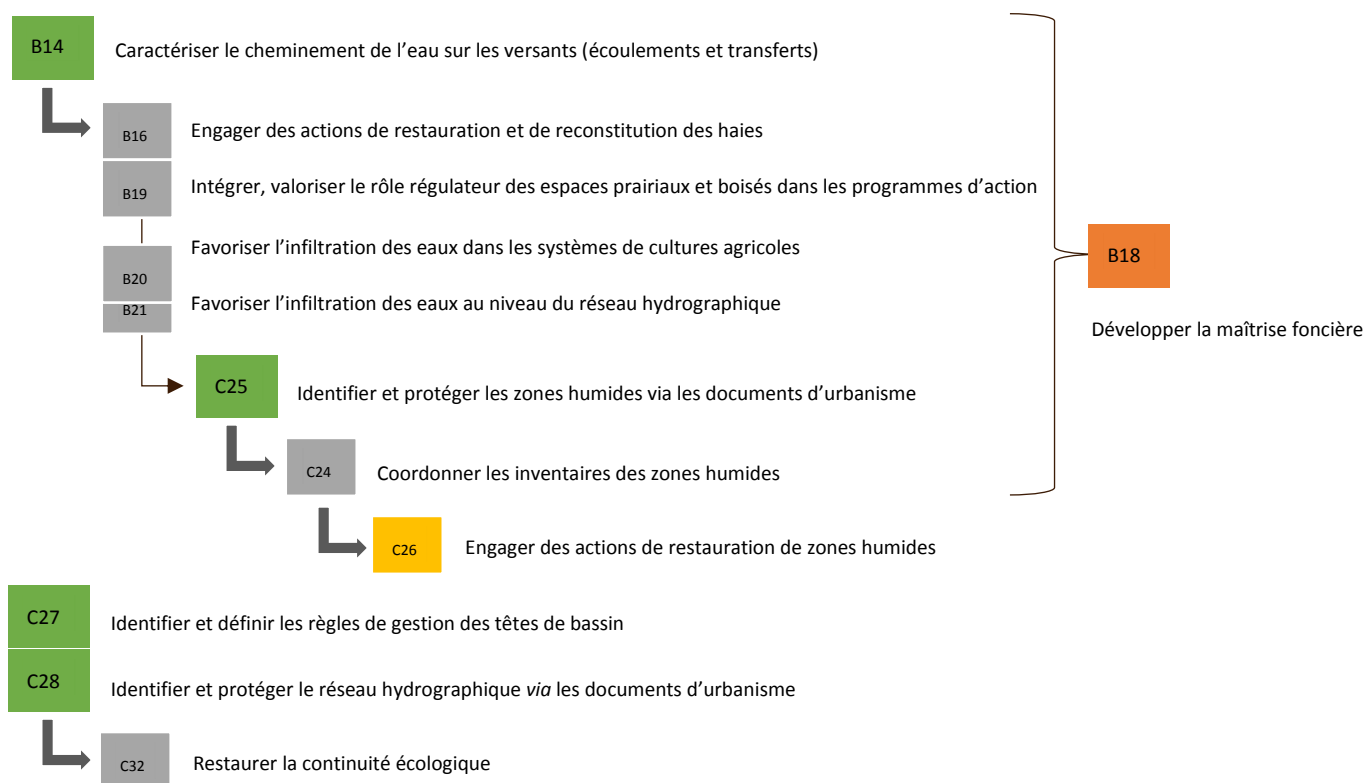 B14 Caractériser le cheminement de l’eau sur les versants (écoulements et transferts)
B16 Engager des actions de restauration et de reconstitution des haies
B19 Intégrer, valoriser le rôle régulateur des espaces prairiaux et boisés dans les programmes d’action
B20 Favoriser l’infiltration des eaux dans les systèmes de cultures agricoles
B21 Favoriser l’infiltration des eaux au niveau du réseau hydrographique
B18
Développer la maîtrise foncière
C25 Identifier et protéger les zones humides via les documents d’urbanisme
C24 Coordonner les inventaires des zones humides
C26 Engager des actions de restauration de zones humides
C27 Identifier et définir les règles de gestion des têtes de bassin
C28 Identifier et protéger le réseau hydrographique via les documents d’urbanisme
C32 Restaurer la continuité écologique